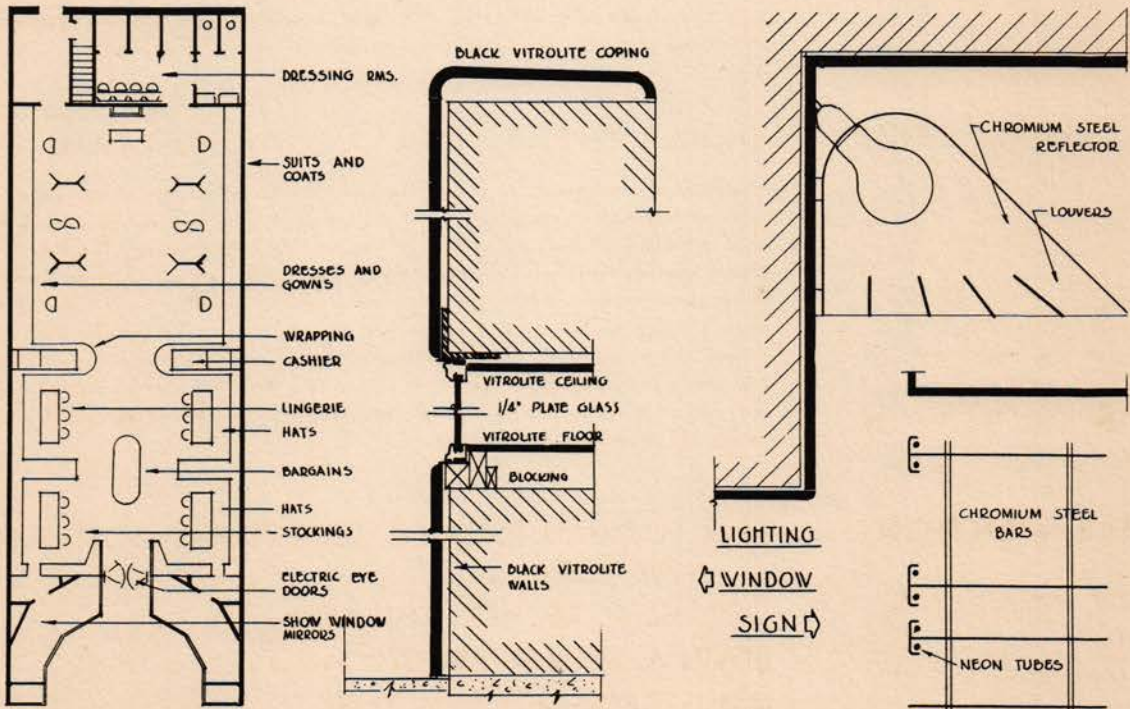 DRESSING RMS.
SUITS AND
COATS
DRESSES AND
GOWNS
WRAPPING
CASHIER
LINGERIE
HATS
BARGAINS
HATS
STOCKINGS
ELECTRIC EYE
DOORS
SHOW WINDOW
MIRRORS
BLACK VITROLITE COPING
VITROLITE CEILING
1/4" PLATE GLASS
VITROLITE FLOOR
BLOCKING
BLACK VITROLITE
WALLS
CHROMIUM STEEL
REFLECTOR
LOUVERS
LIGHTING
WINDOW
SIGN
CHROMIUM STEEL
BARS
NEON TUBES